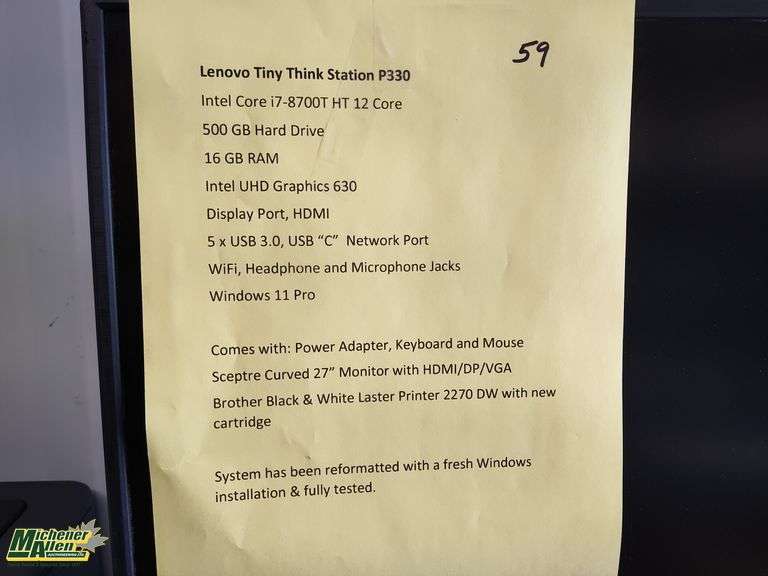 59
Lenovo Tiny Think Station P330
Intel Core i7-8700T HT 12 Core
500 GB Hard Drive
16 GB RAM
Intel UHD Graphics 630
Display Port, HDMI
5 x USB 3.0, USB “C”  Network Port
WiFi, Headphone and Microphone Jacks
Windows 11 Pro
Comes with: Power Adapter, Keyboard and Mouse
Sceptre Curved 27” Monitor with HDMI/DP/VGA
Brother Black & White Laster Printer 2270 DW with new
cartridge
System has been reformatted with a fresh Windows
installation & fully tested.
Michener
Allen
AUCTIONEERING LTD.